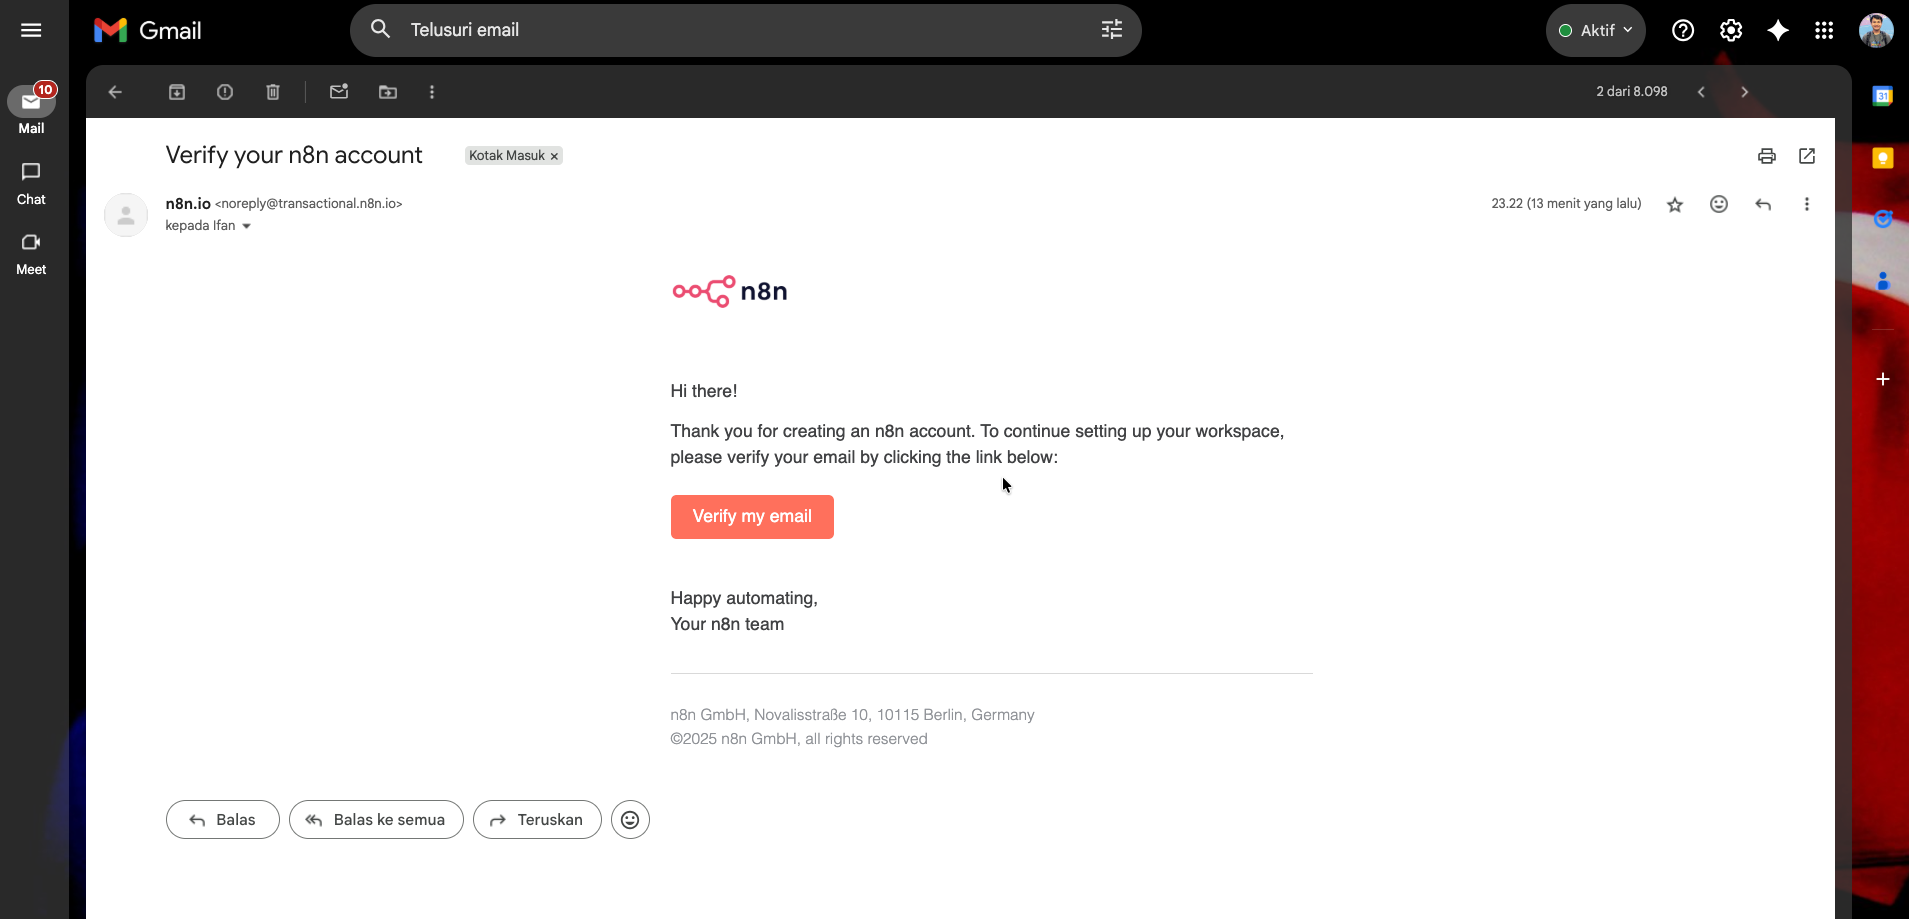 Gmail
Telusuri email
Aktif
10
Mail
Chat
Meet
2 dari 8.098
31
Verify your n8n account
Kotak Masuk ×
n8n.io <noreply@transactional.n8n.io>
23.22 (13 menit yang lalu)
kepada Ifan
n8n
Hi there!
Thank you for creating an n8n account. To continue setting up your workspace,
please verify your email by clicking the link below:
Verify my email
Happy automating,
Your n8n team
n8n GmbH, Novalisstraße 10, 10115 Berlin, Germany
©2025 n8n GmbH, all rights reserved
Balas
Balas ke semua
Teruskan